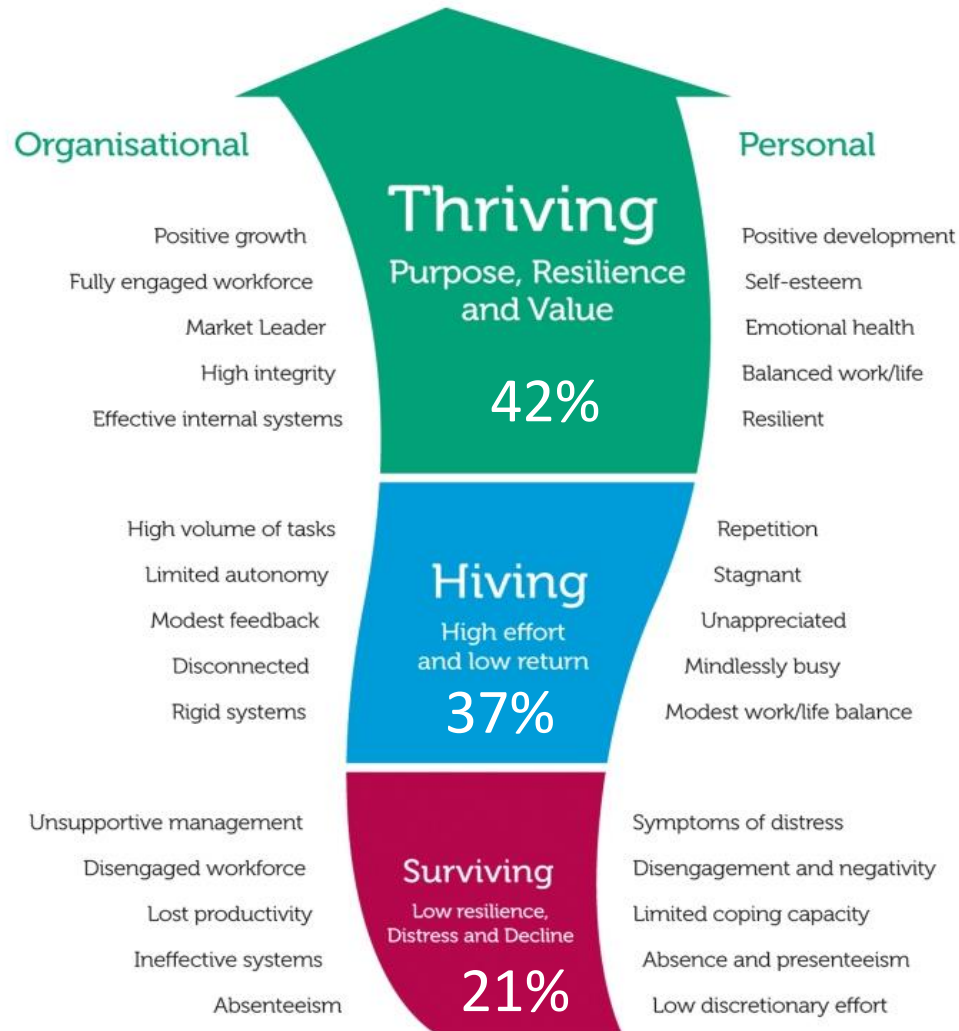 Organisational
Personal
Thriving
Purpose, Resilience
and Value
42%
Positive growth
Fully engaged workforce
Market Leader
High integrity
Effective internal systems
Positive development
Self-esteem
Emotional health
Balanced work/life
Resilient
Hiving
High effort
and low return
37%
High volume of tasks
Limited autonomy
Modest feedback
Disconnected
Rigid systems
Repetition
Stagnant
Unappreciated
Mindlessly busy
Modest work/life balance
Surviving
Low resilience,
Distress and Decline
21%
Unsupportive management
Disengaged workforce
Lost productivity
Ineffective systems
Absenteeism
Symptoms of distress
Disengagement and negativity
Limited coping capacity
Absence and presenteeism
Low discretionary effort